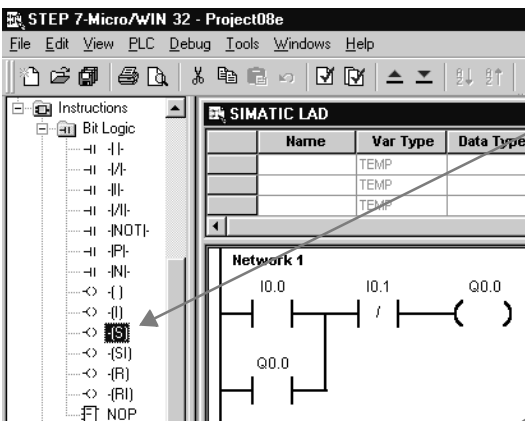 STEP 7-Micro/WIN 32 - Project08e
File Edit View PLC Debug Tools Windows Help
Instructions
Bit Logic
-| |-
-|/|-
-|I|-
-|/I|-
-|NOT|-
-|P|-
-|N|-
-( )
-(I)
-(S)
-(SI)
-(R)
-(RI)
NOP
SIMATIC LAD
Name Var Type Data Type
TEMP
TEMP
TEMP
Network 1
I0.0 I0.1 Q0.0
/
Q0.0